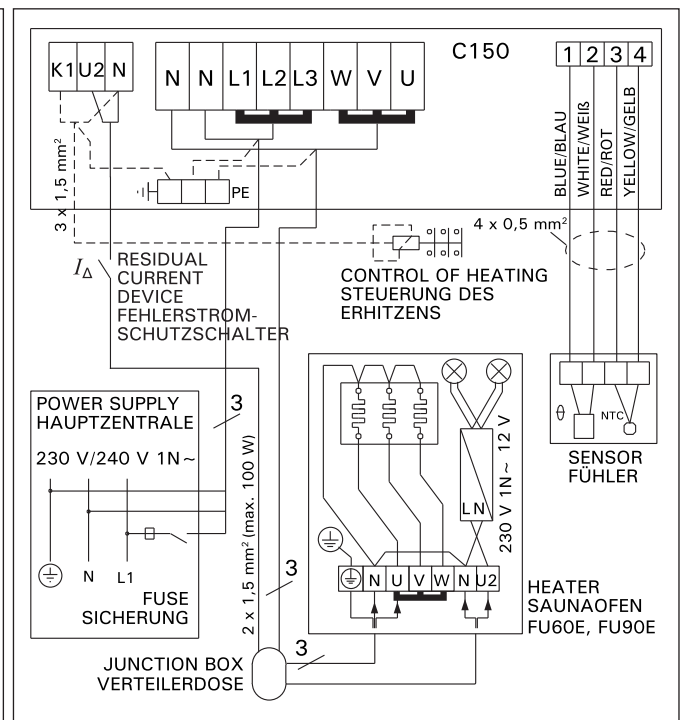 C150
K1 U2 N
N N L1 L2 L3 W V U
1 2 3 4
BLUE/BLAU
WHITE/WEIß
RED/ROT
YELLOW/GELB
3 x 1,5 mm²
PE
4 x 0,5 mm²
I∆
RESIDUAL
CURRENT
DEVICE
FEHLERSTROM-
SCHUTZSCHALTER
CONTROL OF HEATING
STEUERUNG DES
ERHITZENS
POWER SUPPLY
HAUPTZENTRALE
230 V/240 V 1N~
N L1
FUSE
SICHERUNG
3
2 x 1,5 mm² (max. 100 W)
3
3
JUNCTION BOX
VERTEILERDOSE
L N
230 V 1N~ 12 V
N U V W N U2
HEATER
SAUNAOFEN
FU60E, FU90E
θ
NTC
SENSOR
FÜHLER